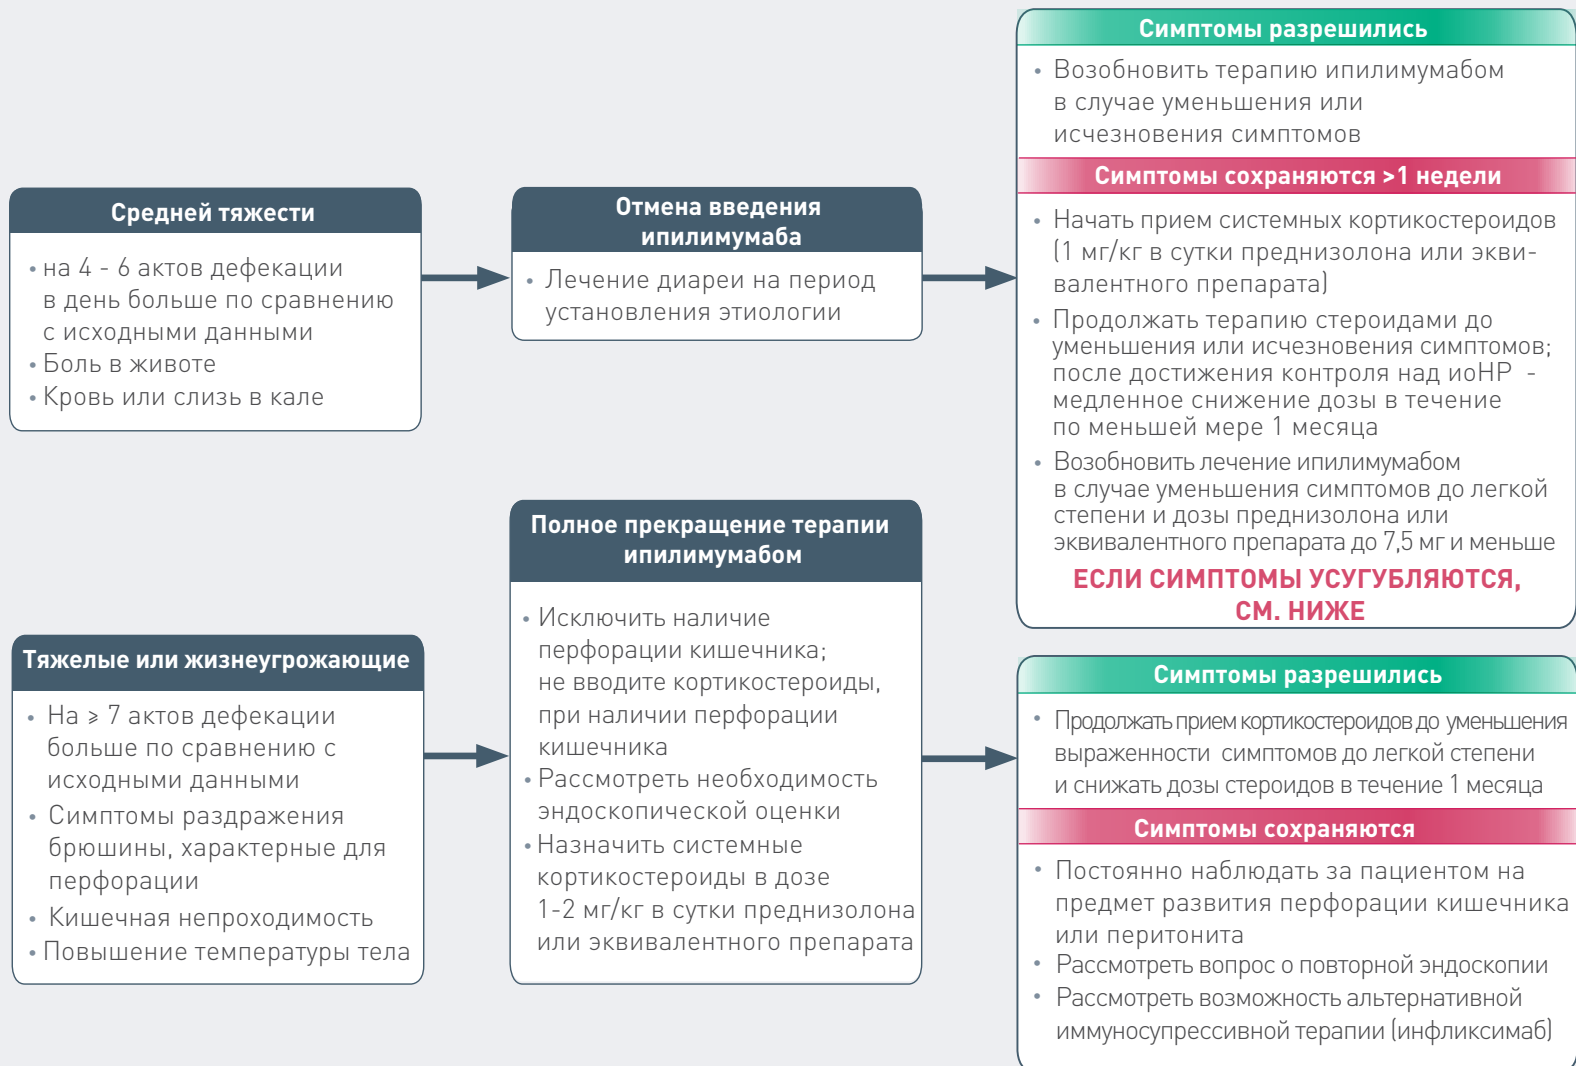 Средней тяжести
• на 4 - 6 актов дефекации
в день больше по сравнению
с исходными данными
• Боль в животе
• Кровь или слизь в кале
Отмена введения
ипилимумаба
• Лечение диареи на период
установления этиологии
Симптомы разрешились
• Возобновить терапию ипилимумабом
в случае уменьшения или
исчезновения симптомов
Симптомы сохраняются >1 недели
• Начать прием системных кортикостероидов
(1 мг/кг в сутки преднизолона или экви-
валентного препарата)
• Продолжать терапию стероидами до
уменьшения или исчезновения симптомов;
после достижения контроля над иоНР -
медленное снижение дозы в течение
по меньшей мере 1 месяца
• Возобновить лечение ипилимумабом
в случае уменьшения симптомов до легкой
степени и дозы преднизолона или
эквивалентного препарата до 7,5 мг и меньше
ЕСЛИ СИМПТОМЫ УСУГУБЛЯЮТСЯ,
СМ. НИЖЕ
Тяжелые или жизнеугрожающие
• На ≥ 7 актов дефекации
больше по сравнению с
исходными данными
• Симптомы раздражения
брюшины, характерные для
перфорации
• Кишечная непроходимость
• Повышение температуры тела
Полное прекращение терапии
ипилимумабом
• Исключить наличие
перфорации кишечника;
не вводите кортикостероиды,
при наличии перфорации
кишечника
• Рассмотреть необходимость
эндоскопической оценки
• Назначить системные
кортикостероиды в дозе
1-2 мг/кг в сутки преднизолона
или эквивалентного препарата
Симптомы разрешились
• Продолжать прием кортикостероидов до уменьшения
выраженности симптомов до легкой степени
и снижать дозы стероидов в течение 1 месяца
Симптомы сохраняются
• Постоянно наблюдать за пациентом на
предмет развития перфорации кишечника
или перитонита
• Рассмотреть вопрос о повторной эндоскопии
• Рассмотреть возможность альтернативной
иммуносупрессивной терапии (инфликсимаб)